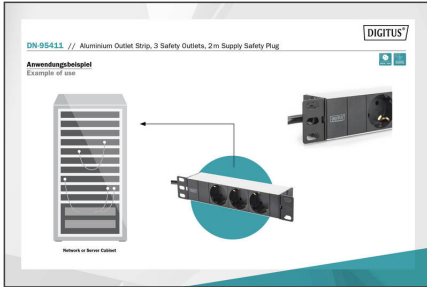 DIGITUS®
DN-95411 // Aluminium Outlet Strip, 3 Safety Outlets, 2m Supply Safety Plug
Anwendungsbeispiel
Example of use
DIGITUS
Network or Server Cabinet